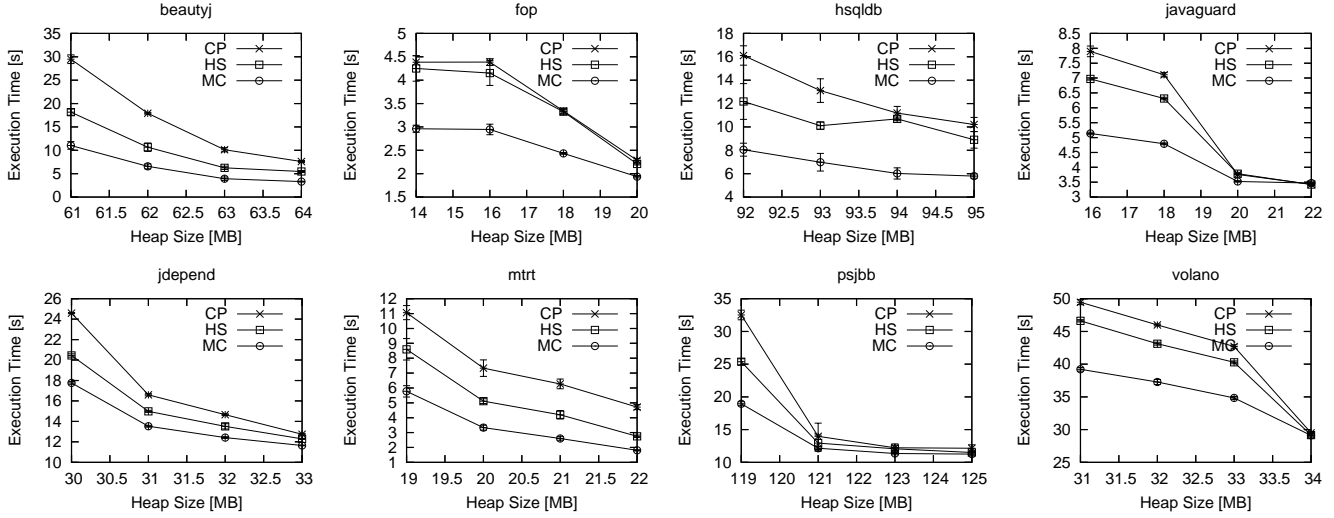 beautyj
35
30
25
20
15
10
5
0
Execution Time [s]
61 61.5 62 62.5 63 63.5 64
Heap Size [MB]
CP
HS
MC
fop
5
4.5
4
3.5
3
2.5
2
1.5
Execution Time [s]
14 15 16 17 18 19 20
Heap Size [MB]
CP
HS
MC
hsqldb
18
16
14
12
10
8
6
4
Execution Time [s]
92 92.5 93 93.5 94 94.5 95
Heap Size [MB]
CP
HS
MC
javaguard
8.5
8
7.5
7
6.5
6
5.5
5
4.5
4
3.5
3
Execution Time [s]
16 17 18 19 20 21 22
Heap Size [MB]
CP
HS
MC
jdepend
26
24
22
20
18
16
14
12
10
Execution Time [s]
30 30.5 31 31.5 32 32.5 33
Heap Size [MB]
CP
HS
MC
mtrt
12
11
10
9
8
7
6
5
4
3
2
1
Execution Time [s]
19 19.5 20 20.5 21 21.5 22
Heap Size [MB]
CP
HS
MC
psjbb
35
30
25
20
15
10
Execution Time [s]
119 120 121 122 123 124 125
Heap Size [MB]
CP
HS
MC
volano
50
45
40
35
30
25
Execution Time [s]
31 31.5 32 32.5 33 33.5 34
Heap Size [MB]
CP
HS
MC